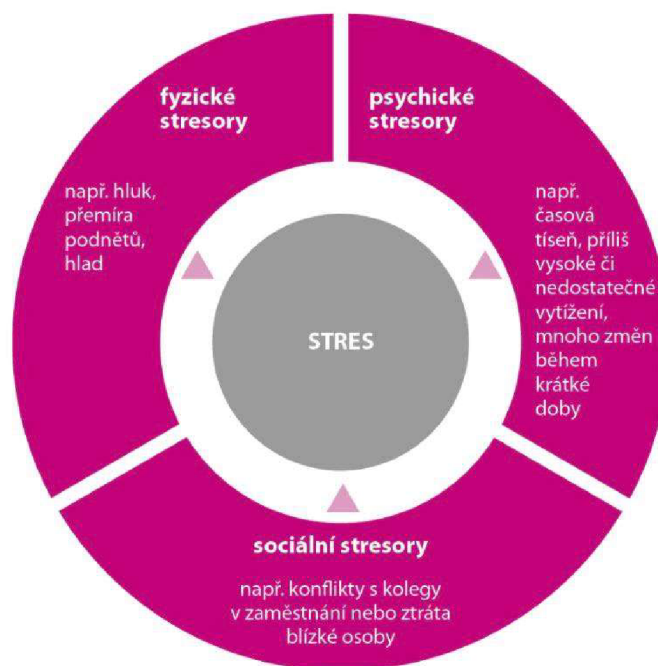 fyzické
stresory
např. hluk,
přemíra
podnětů,
hlad
psychické
stresory
např.
časová
tíseň, příliš
vysoké či
nedostatečné
vytížení,
mnoho změn
během
krátké
doby
STRES
sociální stresory
např. konflikty s kolegy
v zaměstnání nebo ztráta
blízké osoby